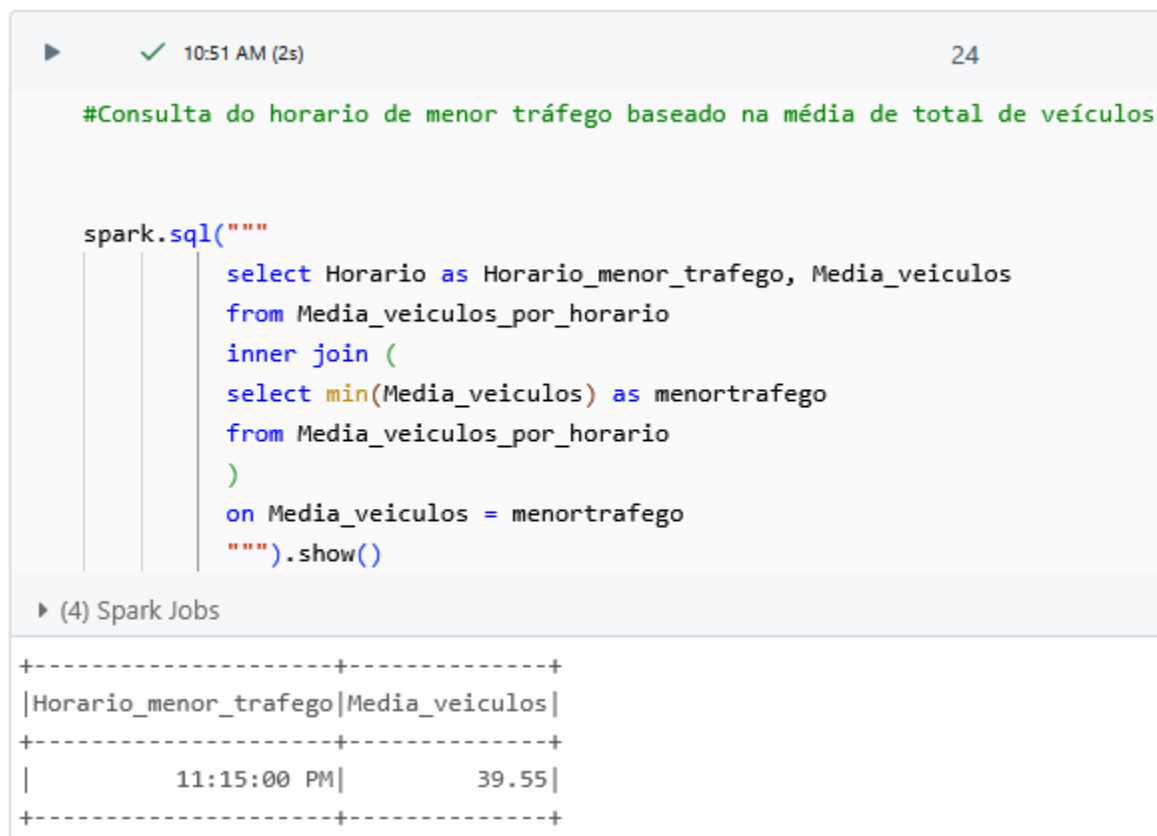 10:51 AM (2s) 24
#Consulta do horario de menor tráfego baseado na média de total de veículos
spark.sql("""
select Horario as Horario_menor_trafego, Media_veiculos
from Media_veiculos_por_horario
inner join (
select min(Media_veiculos) as menortrafego
from Media_veiculos_por_horario
)
on Media_veiculos = menortrafego
""").show()
(4) Spark Jobs
+---------------------+--------------+
|Horario_menor_trafego|Media_veiculos|
+---------------------+--------------+
|          11:15:00 PM|         39.55|
+---------------------+--------------+